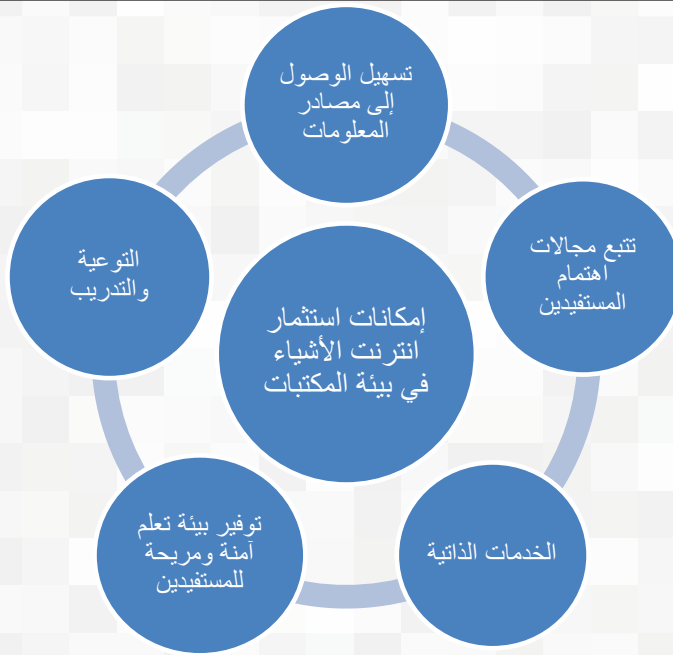 تسهيل الوصول
إلى مصادر
المعلومات
تتبع مجالات
اهتمام
المستفيدين
التوعية
والتدريب
إمكانات استثمار
انترنت الأشياء
في بيئة المكتبات
الخدمات الذاتية
توفير بيئة تعلم
آمنة ومريحة
للمستفيدين